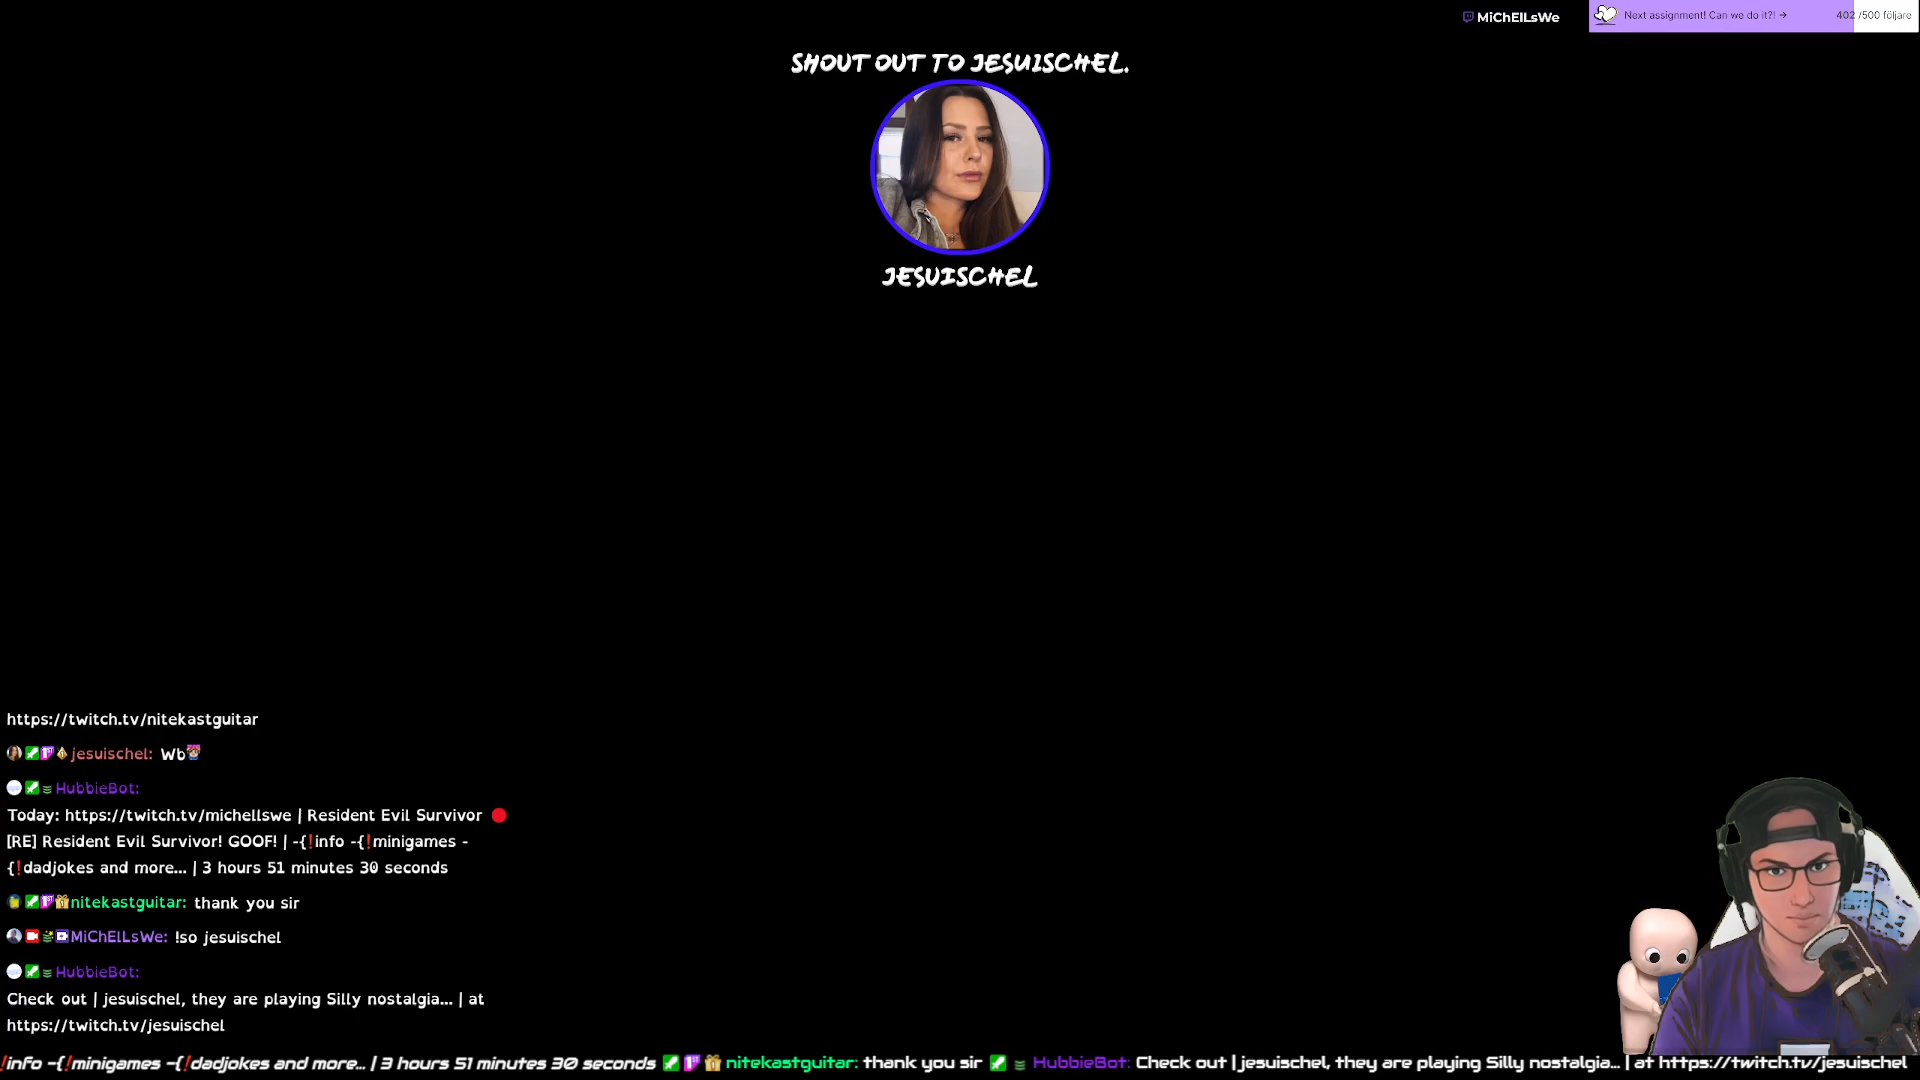 MiChElLsWe
Next assignment! Can we do it?! → 402 /500 följare
SHOUT OUT TO JESUISCHEL.
JESUISCHEL
https://twitch.tv/nitekastguitar
jesuischel: Wb
HubbieBot:
Today: https://twitch.tv/michellswe | Resident Evil Survivor
[RE] Resident Evil Survivor! GOOF! | -{!info -{!minigames -
{!dadjokes and more... | 3 hours 51 minutes 30 seconds
nitekastguitar: thank you sir
MiChElLsWe: !so jesuischel
HubbieBot:
Check out | jesuischel, they are playing Silly nostalgia... | at
https://twitch.tv/jesuischel
!info -{!minigames -{!dadjokes and more... | 3 hours 51 minutes 30 seconds nitekastguitar: thank you sir HubbieBot: Check out | jesuischel, they are playing Silly nostalgia... | at https://twitch.tv/jesuischel